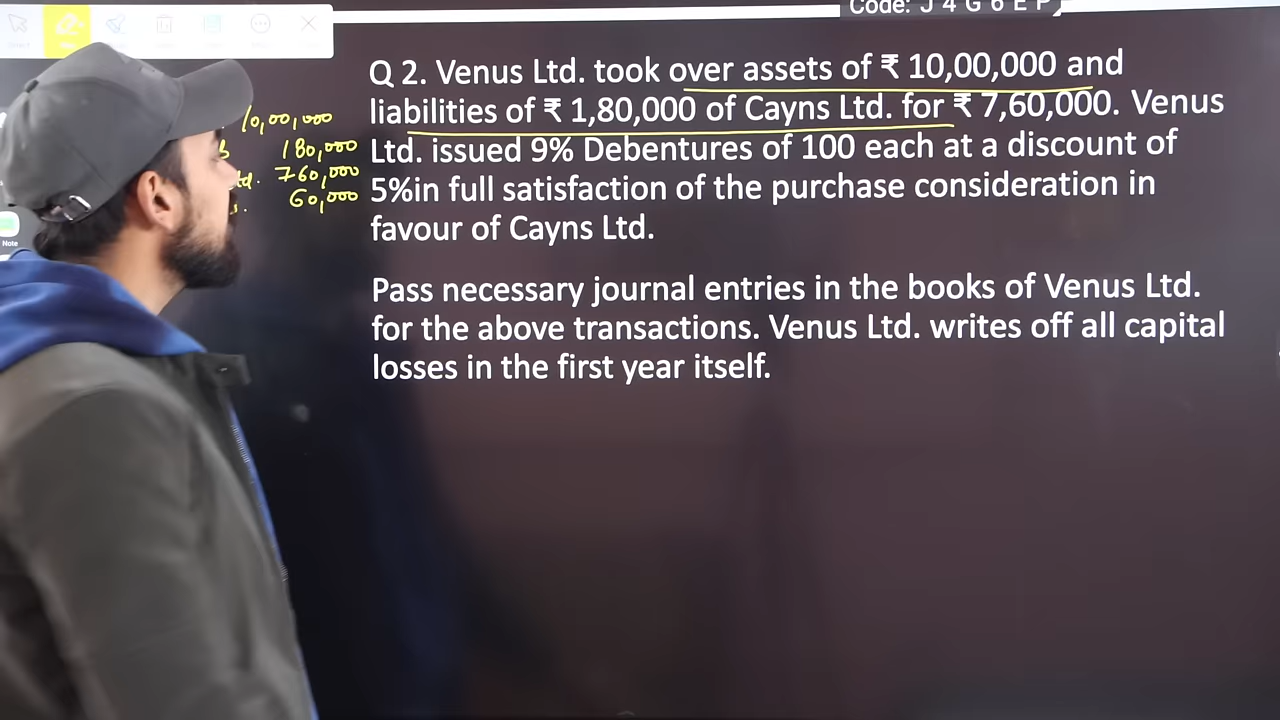 Code: J 4 G 6 E P
Q 2. Venus Ltd. took over assets of ₹ 10,00,000 and
liabilities of ₹ 1,80,000 of Cayns Ltd. for ₹ 7,60,000. Venus
Ltd. issued 9% Debentures of 100 each at a discount of
5%in full satisfaction of the purchase consideration in
favour of Cayns Ltd.
Pass necessary journal entries in the books of Venus Ltd.
for the above transactions. Venus Ltd. writes off all capital
losses in the first year itself.
10,00,000
180,000
td. 760,000
60,000
Note